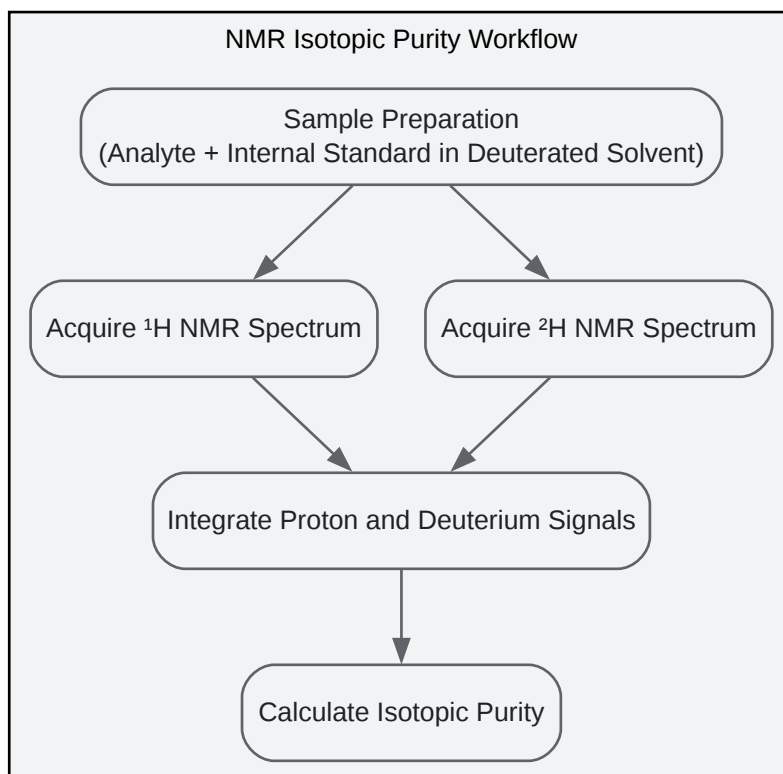 NMR Isotopic Purity Workflow
Sample Preparation
(Analyte + Internal Standard in Deuterated Solvent)
Acquire ¹H NMR Spectrum
Acquire ²H NMR Spectrum
Integrate Proton and Deuterium Signals
Calculate Isotopic Purity